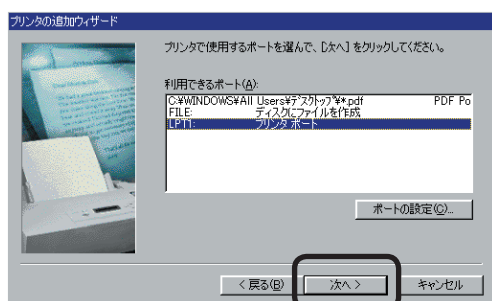 プリンタの追加ウィザード
プリンタで使用するポートを選んで、[次へ] をクリックしてください。
利用できるポート(A):
C:¥WINDOWS¥All Users¥ﾃﾞｽｸﾄｯﾌﾟ¥*.pdf PDF Po
FILE: ディスクにファイルを作成
LPT1: プリンタ ポート
ポートの設定(C)...
< 戻る(B)
次へ >
キャンセル